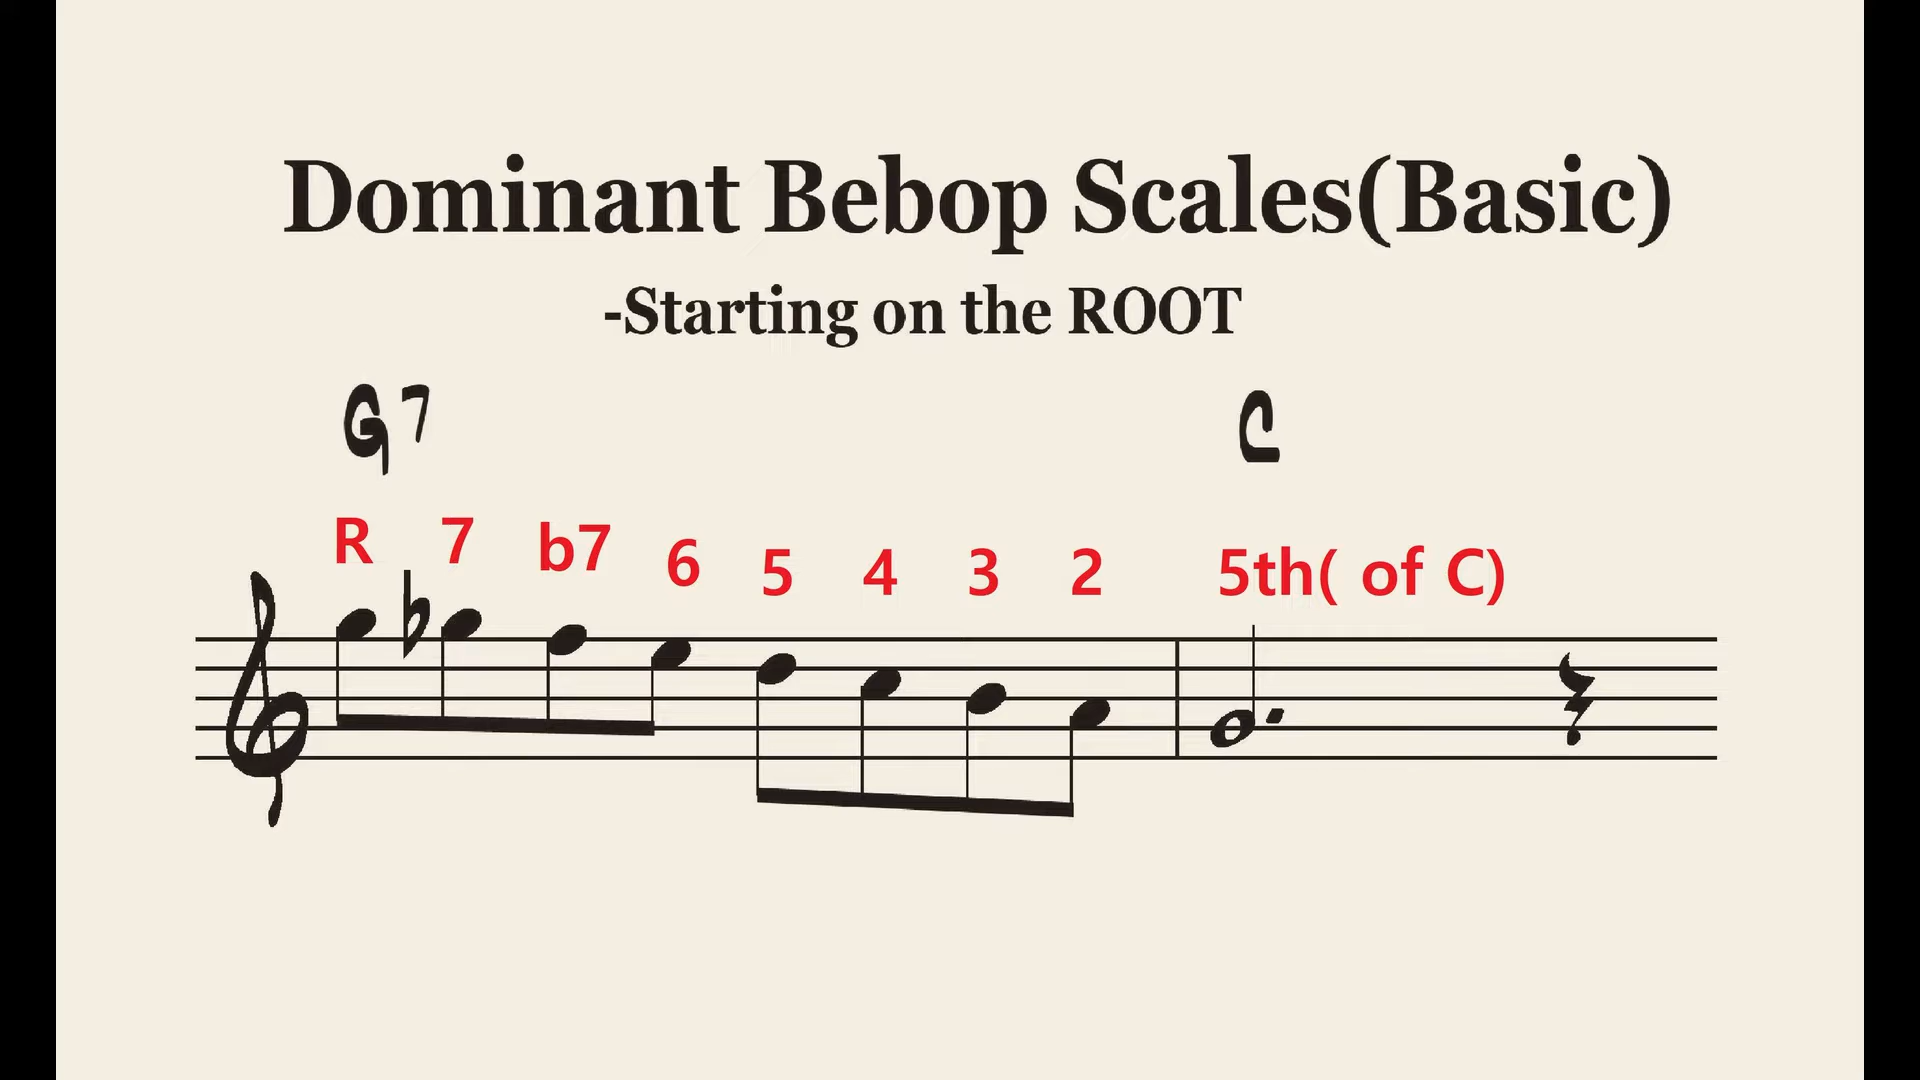 Dominant Bebop Scales(Basic)
-Starting on the ROOT
G7 C
R 7 b7 6 5 4 3 2 5th( of C)